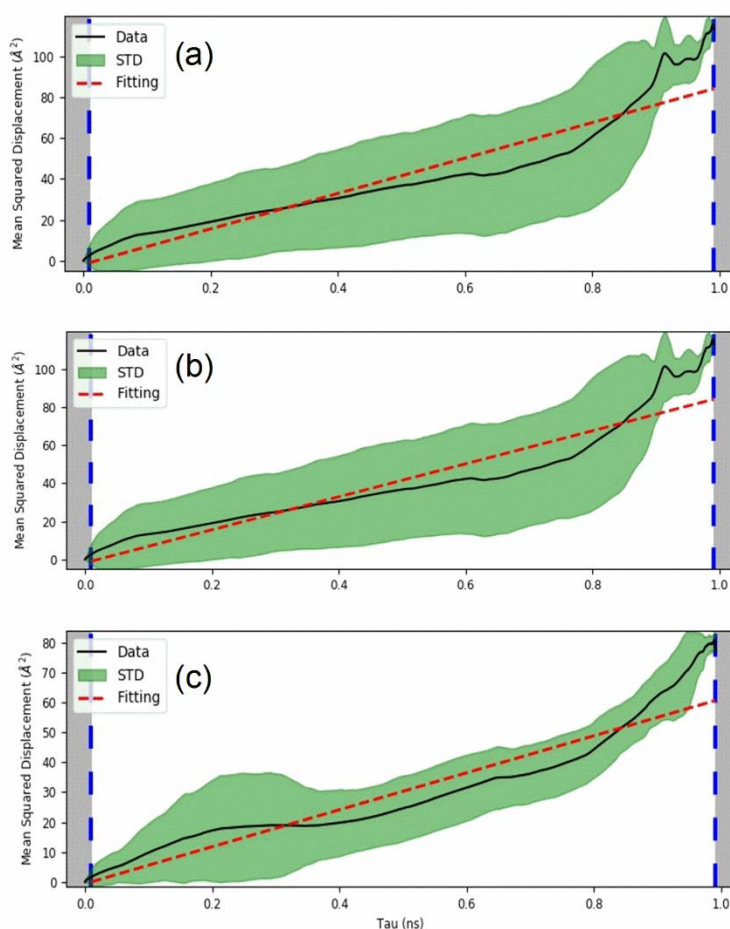 (a)
Data
STD
Fitting
Mean Squared Displacement (Å²)
100
80
60
40
20
0
0.0 0.2 0.4 0.6 0.8 1.0
(b)
Data
STD
Fitting
Mean Squared Displacement (Å²)
100
80
60
40
20
0
0.0 0.2 0.4 0.6 0.8 1.0
(c)
Data
STD
Fitting
Mean Squared Displacement (Å²)
80
70
60
50
40
30
20
10
0
0.0 0.2 0.4 0.6 0.8 1.0
Tau (ns)